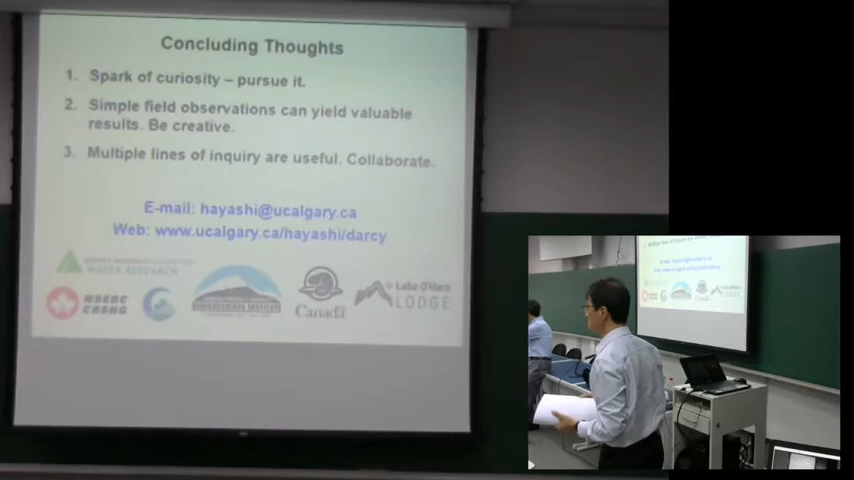 Concluding Thoughts
1. Spark of curiosity – pursue it.
2. Simple field observations can yield valuable
results. Be creative.
3. Multiple lines of inquiry are useful. Collaborate.
E-mail: hayashi@ucalgary.ca
Web: www.ucalgary.ca/hayashi/darcy
WATER RESEARCH
NSERC
CRSNG
Canada
Lake O'Hara
LODGE